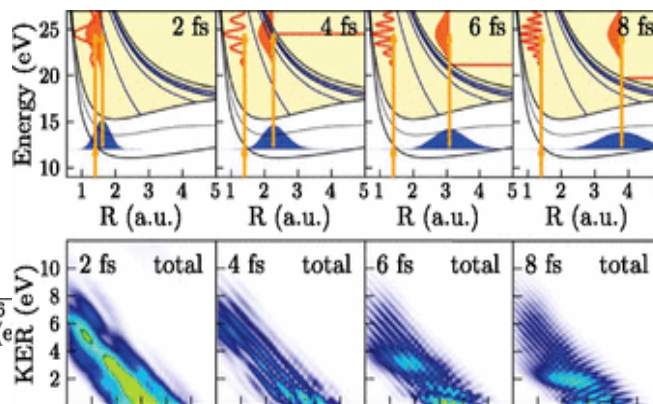 2 fs 4 fs 6 fs 8 fs
Energy (eV)
25
20
15
10
1 2 3 4 5 1 2 3 4 5 1 2 3 4 5 1 2 3 4
R (a.u.) R (a.u.) R (a.u.) R (a.u.)
2 fs total 4 fs total 6 fs total 8 fs total
KER (eV)
10
8
6
4
2